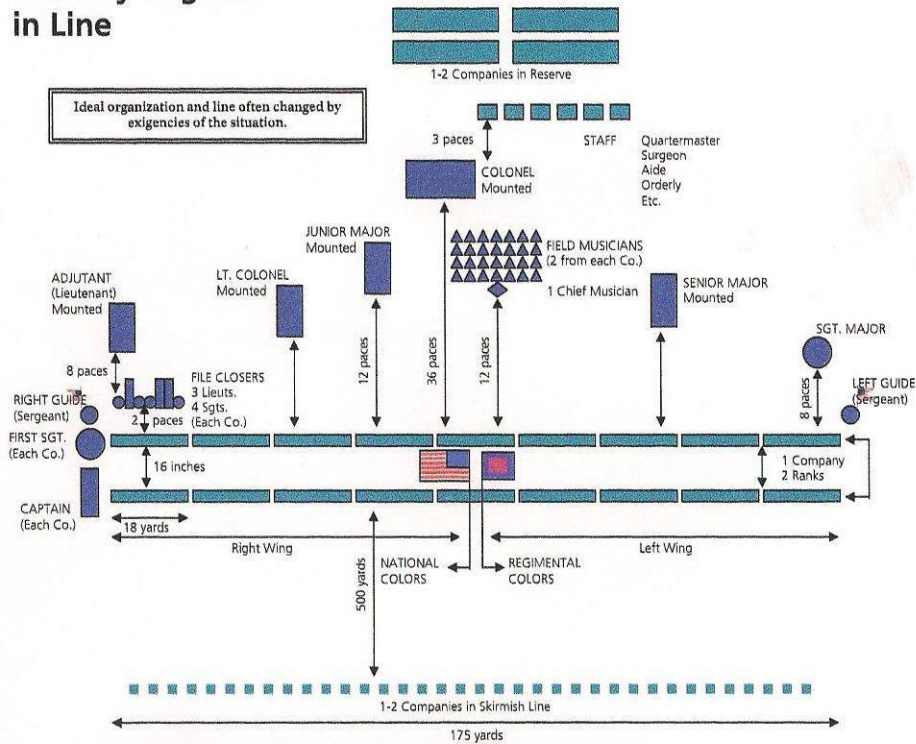 in Line
Ideal organization and line often changed by
exigencies of the situation.
1-2 Companies in Reserve
3 paces
STAFF
Quartermaster
Surgeon
Aide
Orderly
Etc.
COLONEL
Mounted
JUNIOR MAJOR
Mounted
FIELD MUSICIANS
(2 from each Co.)
1 Chief Musician
ADJUTANT
(Lieutenant)
Mounted
LT. COLONEL
Mounted
SENIOR MAJOR
Mounted
SGT. MAJOR
8 paces
12 paces
36 paces
12 paces
8 paces
FILE CLOSERS
3 Lieuts.
4 Sgts.
(Each Co.)
2 paces
RIGHT GUIDE
(Sergeant)
LEFT GUIDE
(Sergeant)
FIRST SGT.
(Each Co.)
16 inches
1 Company
2 Ranks
CAPTAIN
(Each Co.)
18 yards
Right Wing
Left Wing
NATIONAL
COLORS
REGIMENTAL
COLORS
500 yards
1-2 Companies in Skirmish Line
175 yards